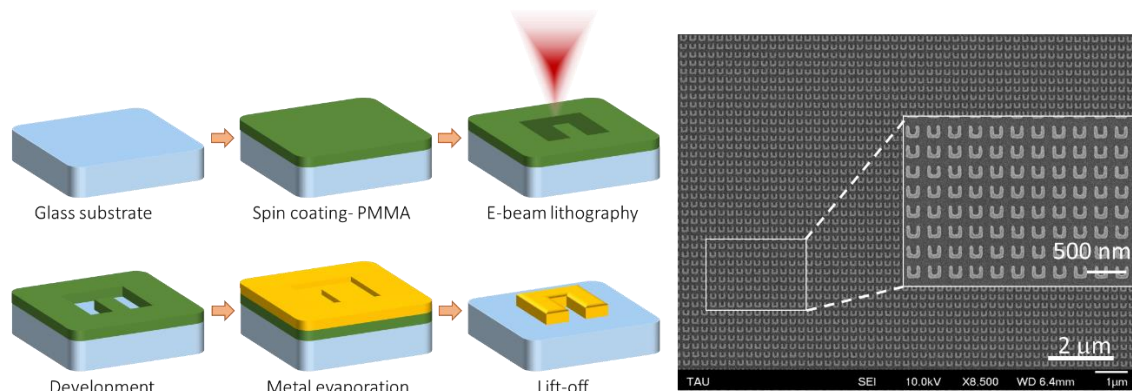 Glass substrate
Spin coating- PMMA
E-beam lithography
Development
Metal evaporation
Lift-off
500 nm
2 μm
TAU SEI 10.0kV X8,500 WD 6.4mm 1μm